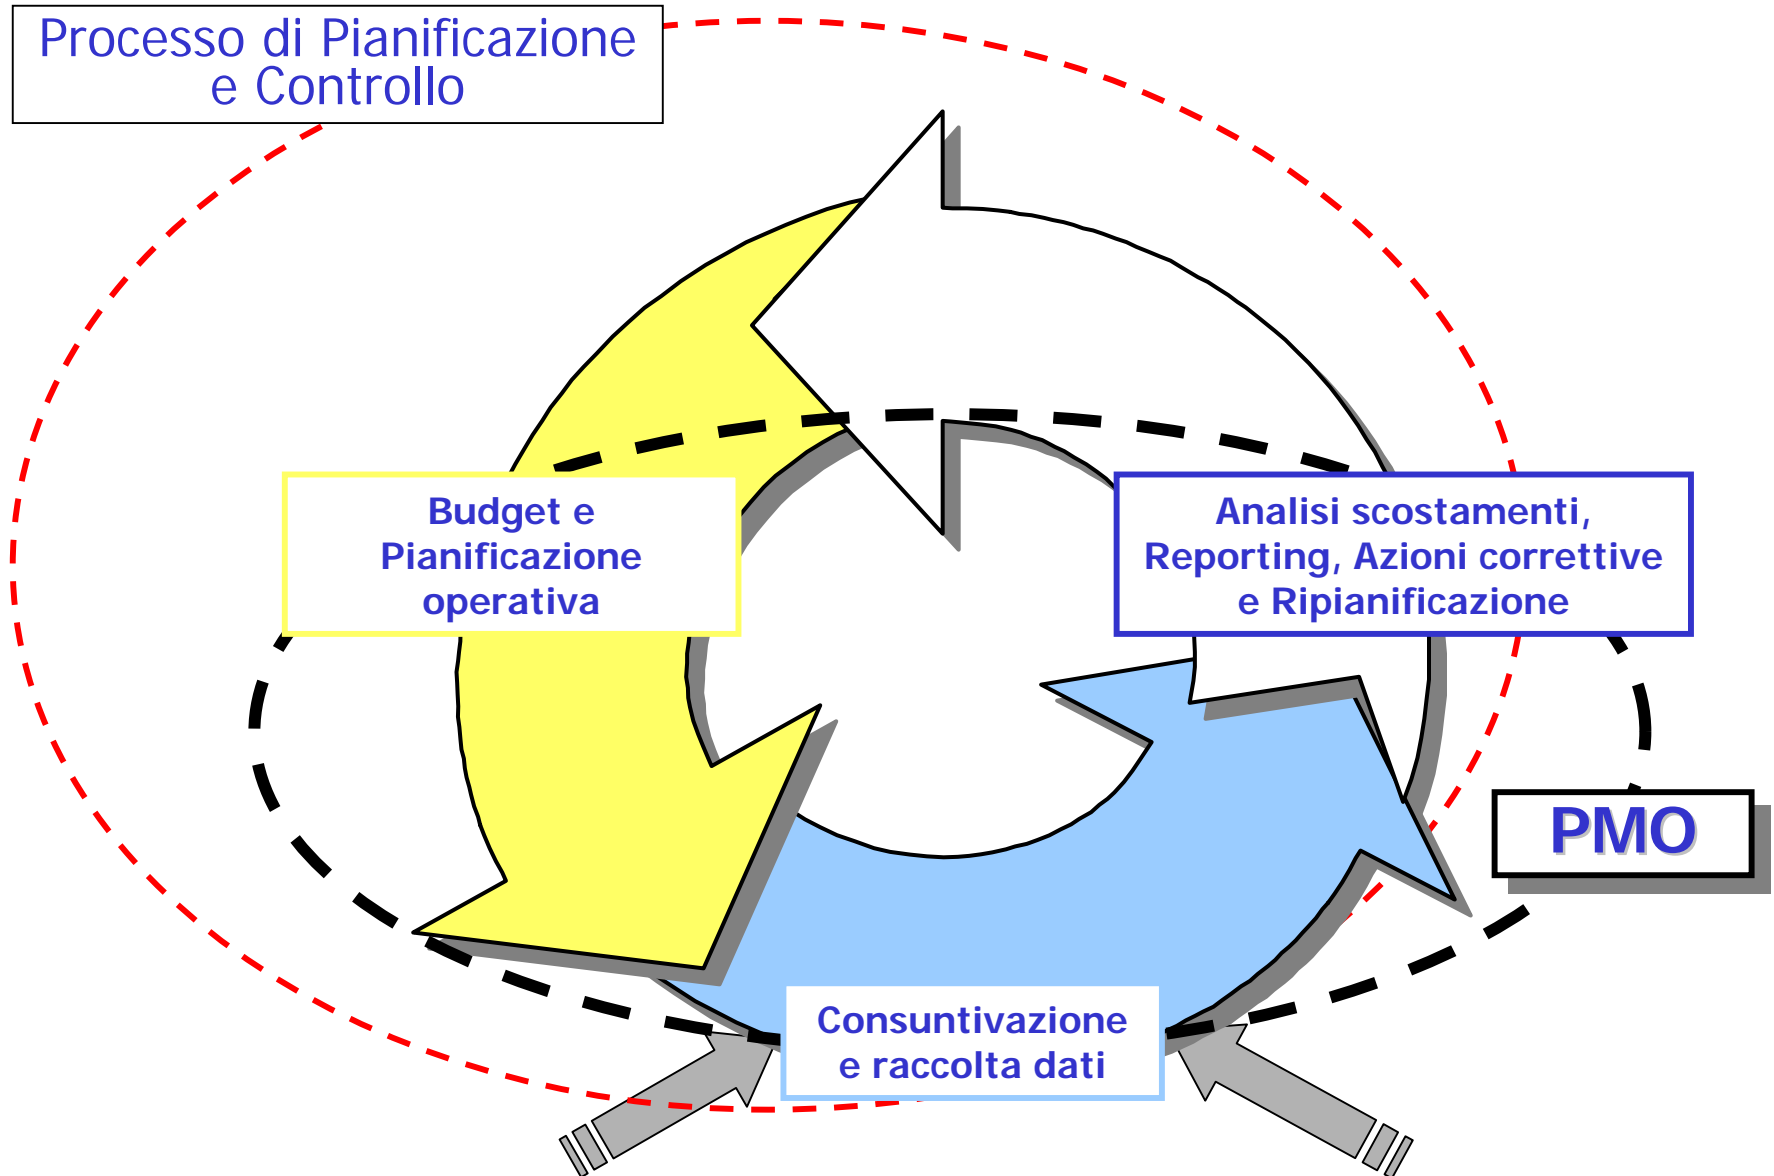 Processo di Pianificazione
e Controllo
Budget e
Pianificazione
operativa
Analisi scostamenti,
Reporting, Azioni correttive
e Ripianificazione
PMO
Consuntivazione
e raccolta dati